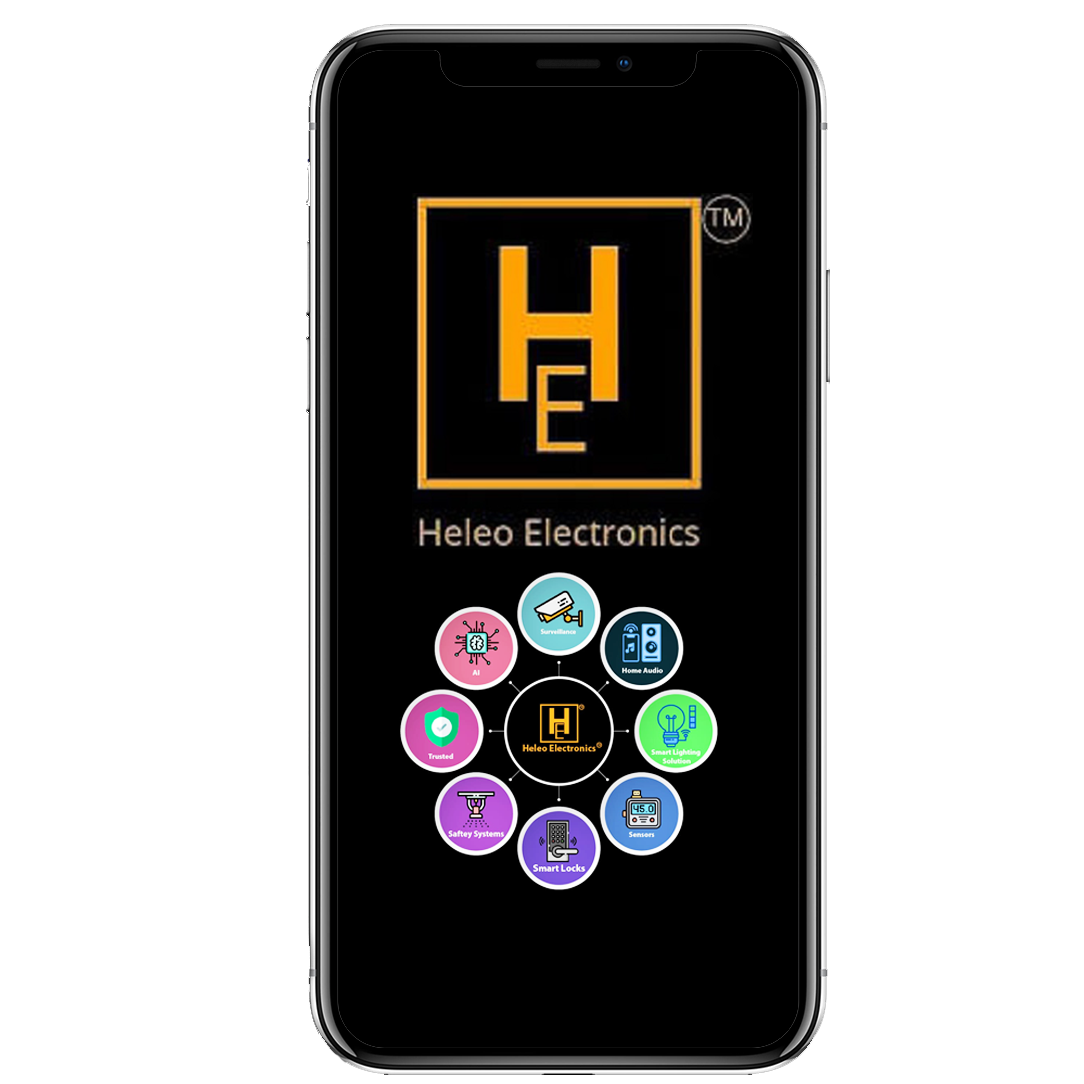 TM
H
E
Heleo Electronics
Surveillance
AI
Home Audio
HE®
Heleo Electronics®
Trusted
Smart Lighting
Solution
45.0
Saftey Systems
Sensors
Smart Locks